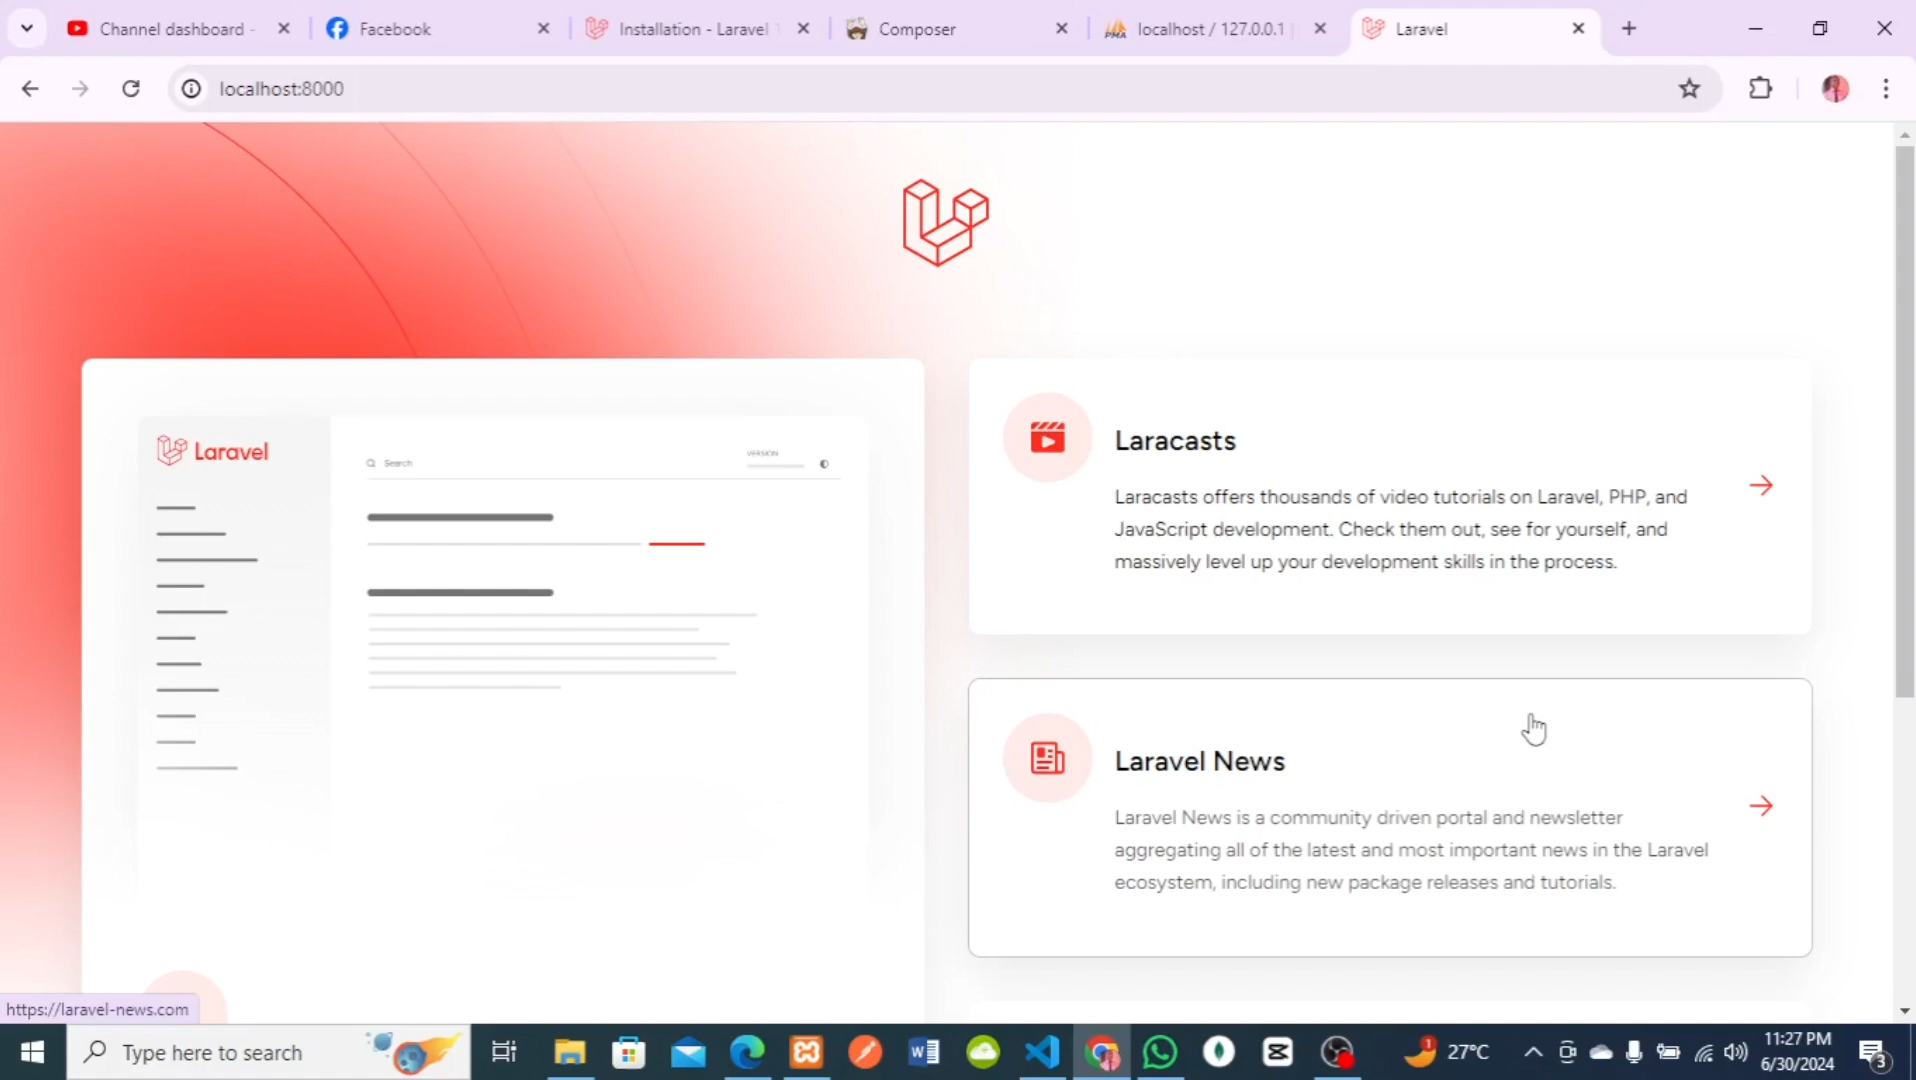 Channel dashboard -
Facebook
Installation - Laravel
Composer
PMA
localhost / 127.0.0.1
Laravel
localhost:8000
Laravel
Search
VERSION
Laracasts
Laracasts offers thousands of video tutorials on Laravel, PHP, and
JavaScript development. Check them out, see for yourself, and
massively level up your development skills in the process.
Laravel News
Laravel News is a community driven portal and newsletter
aggregating all of the latest and most important news in the Laravel
ecosystem, including new package releases and tutorials.
https://laravel-news.com
Type here to search
1
27°C
11:27 PM
6/30/2024
3